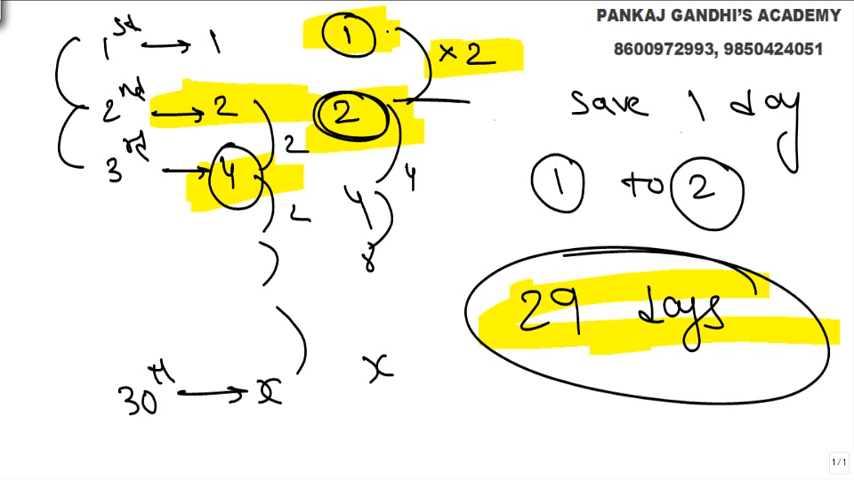 PANKAJ GANDHI'S ACADEMY
8600972993, 9850424051
1st → 1
1
× 2
2nd → 2
2
save 1 day
2
3rd → 4
4
1 to 2
2
4
8
29 days
30th → x
x
1/1